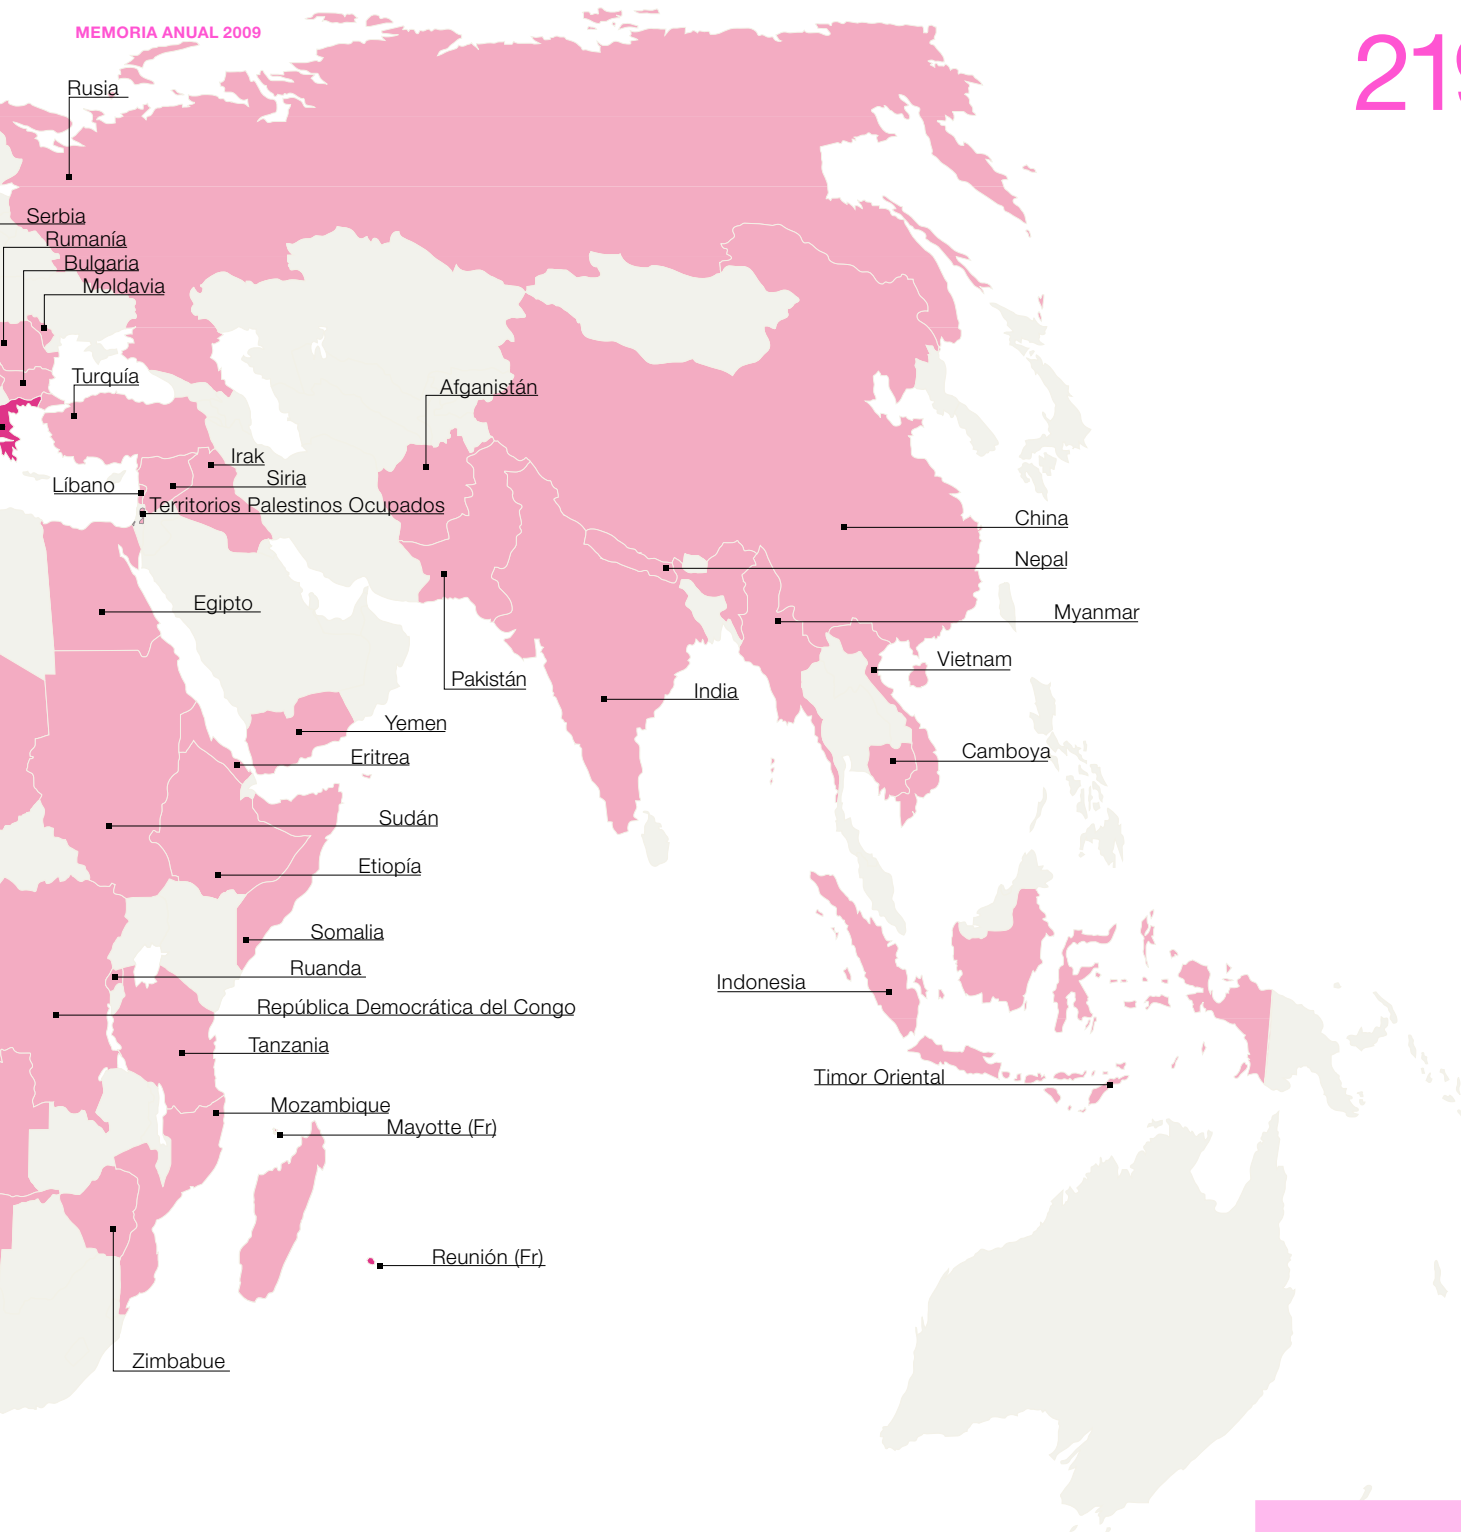 MEMORIA ANUAL 2009
Rusia
Serbia
Rumanía
Bulgaria
Moldavia
Turquía
Afganistán
Irak
Siria
Líbano
Territorios Palestinos Ocupados
China
Nepal
Egipto
Myanmar
Vietnam
Pakistán
India
Yemen
Eritrea
Camboya
Sudán
Etiopía
Somalia
Ruanda
Indonesia
República Democrática del Congo
Tanzania
Timor Oriental
Mozambique
Mayotte (Fr)
Reunión (Fr)
Zimbabue